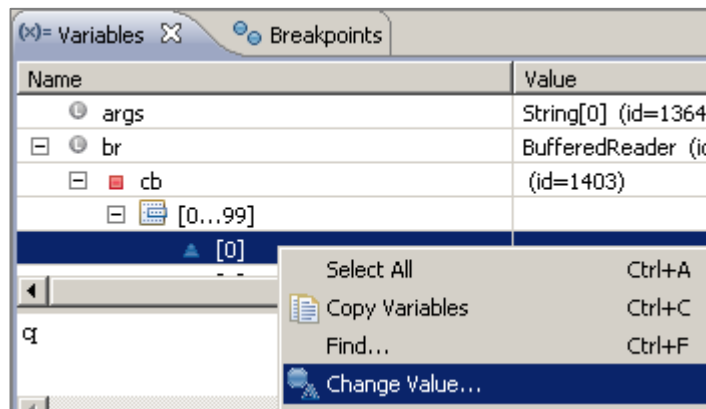 (x)= Variables Breakpoints
Name Value
args String[0] (id=1364
br BufferedReader (ic
cb (id=1403)
[0...99]
[0]
Select All Ctrl+A
Copy Variables Ctrl+C
Find... Ctrl+F
q
Change Value...